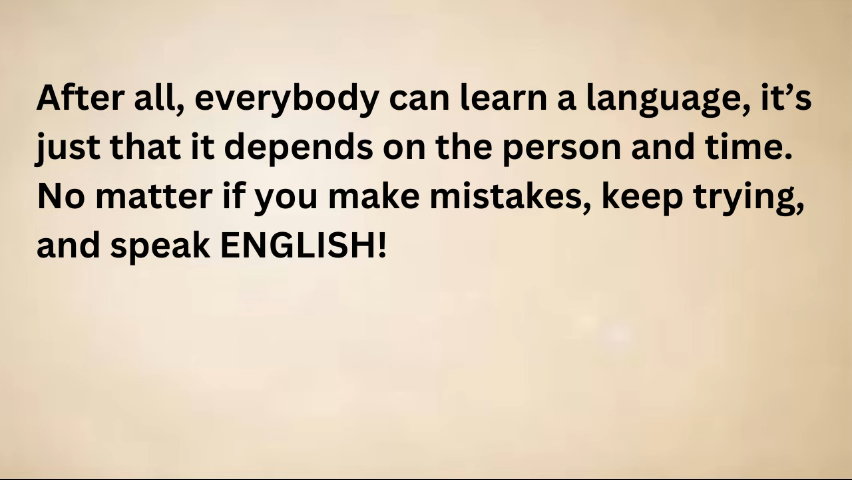 After all, everybody can learn a language, it’s
just that it depends on the person and time.
No matter if you make mistakes, keep trying,
and speak ENGLISH!